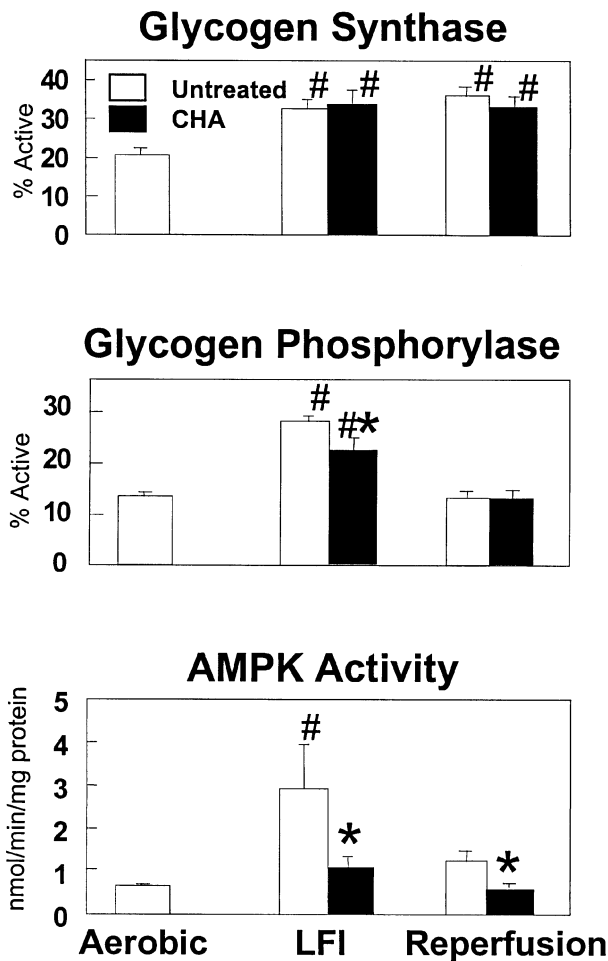 Glycogen Synthase
% Active
40
30
20
10
0
Untreated
CHA
#
#
#
#
Glycogen Phosphorylase
% Active
30
20
10
0
#
#*
AMPK Activity
nmol/min/mg protein
5
4
3
2
1
0
#
*
*
Aerobic LFI Reperfusion